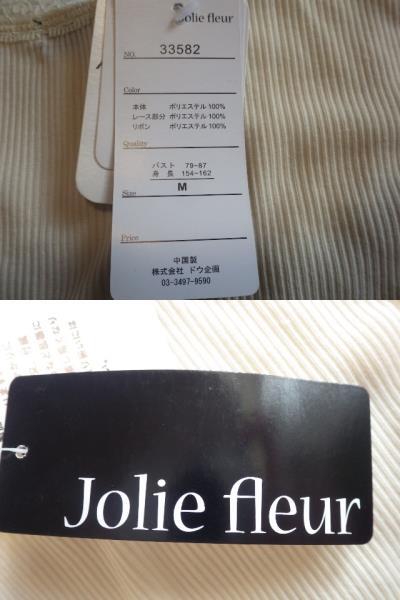 Jolie fleur
NO. 33582
Color
本体 ポリエステル100%
レース部分 ポリエステル100%
リボン ポリエステル100%
Quality
バスト 79-87
身長 154-162
Size M
Price
中国製
株式会社 ドウ企画
03-3497-9590
Jolie fleur